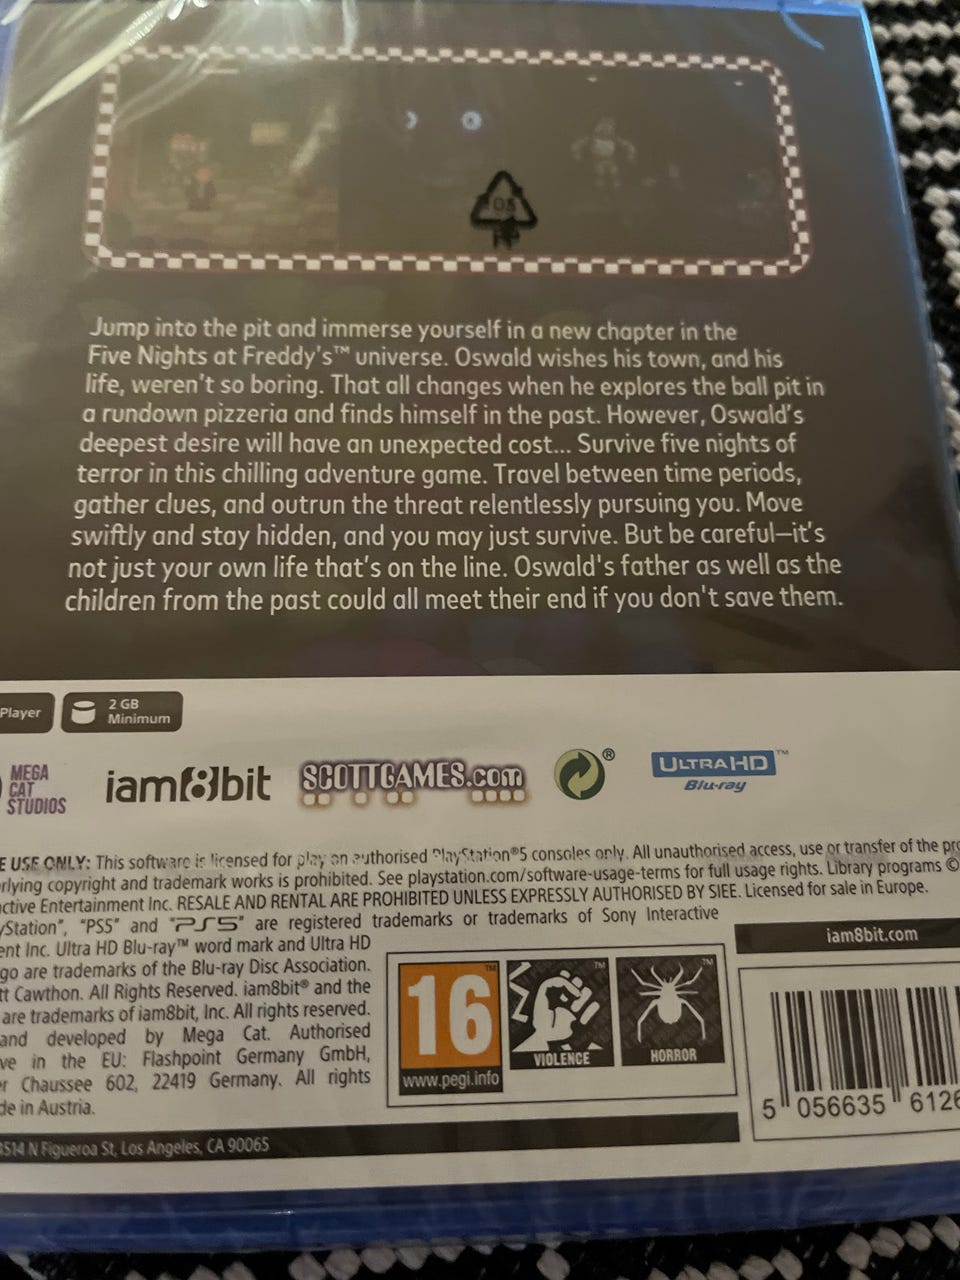 05
PP
Jump into the pit and immerse yourself in a new chapter in the
Five Nights at Freddy's™ universe. Oswald wishes his town, and his
life, weren't so boring. That all changes when he explores the ball pit in
a rundown pizzeria and finds himself in the past. However, Oswald's
deepest desire will have an unexpected cost... Survive five nights of
terror in this chilling adventure game. Travel between time periods,
gather clues, and outrun the threat relentlessly pursuing you. Move
swiftly and stay hidden, and you may just survive. But be careful—it's
not just your own life that's on the line. Oswald's father as well as the
children from the past could all meet their end if you don't save them.
Player
2 GB
Minimum
MEGA
CAT
STUDIOS
iam8bit
SCOTTGAMES.com
®
ULTRA HD™
Blu-ray
E USE ONLY: This software is licensed for play on authorised PlayStation®5 consoles only. All unauthorised access, use or transfer of the pro
rlying copyright and trademark works is prohibited. See playstation.com/software-usage-terms for full usage rights. Library programs ©
active Entertainment Inc. RESALE AND RENTAL ARE PROHIBITED UNLESS EXPRESSLY AUTHORISED BY SIEE. Licensed for sale in Europe.
yStation", "PS5" and "PS5" are registered trademarks or trademarks of Sony Interactive
ent Inc. Ultra HD Blu-ray™ word mark and Ultra HD
go are trademarks of the Blu-ray Disc Association.
tt Cawthon. All Rights Reserved. iam8bit® and the
are trademarks of iam8bit, Inc. All rights reserved.
and developed by Mega Cat. Authorised
ve in the EU: Flashpoint Germany GmbH,
r Chaussee 602, 22419 Germany. All rights
de in Austria.
3514 N Figueroa St, Los Angeles, CA 90065
16™
www.pegi.info
™
VIOLENCE
™
HORROR
iam8bit.com
5 056635 6126